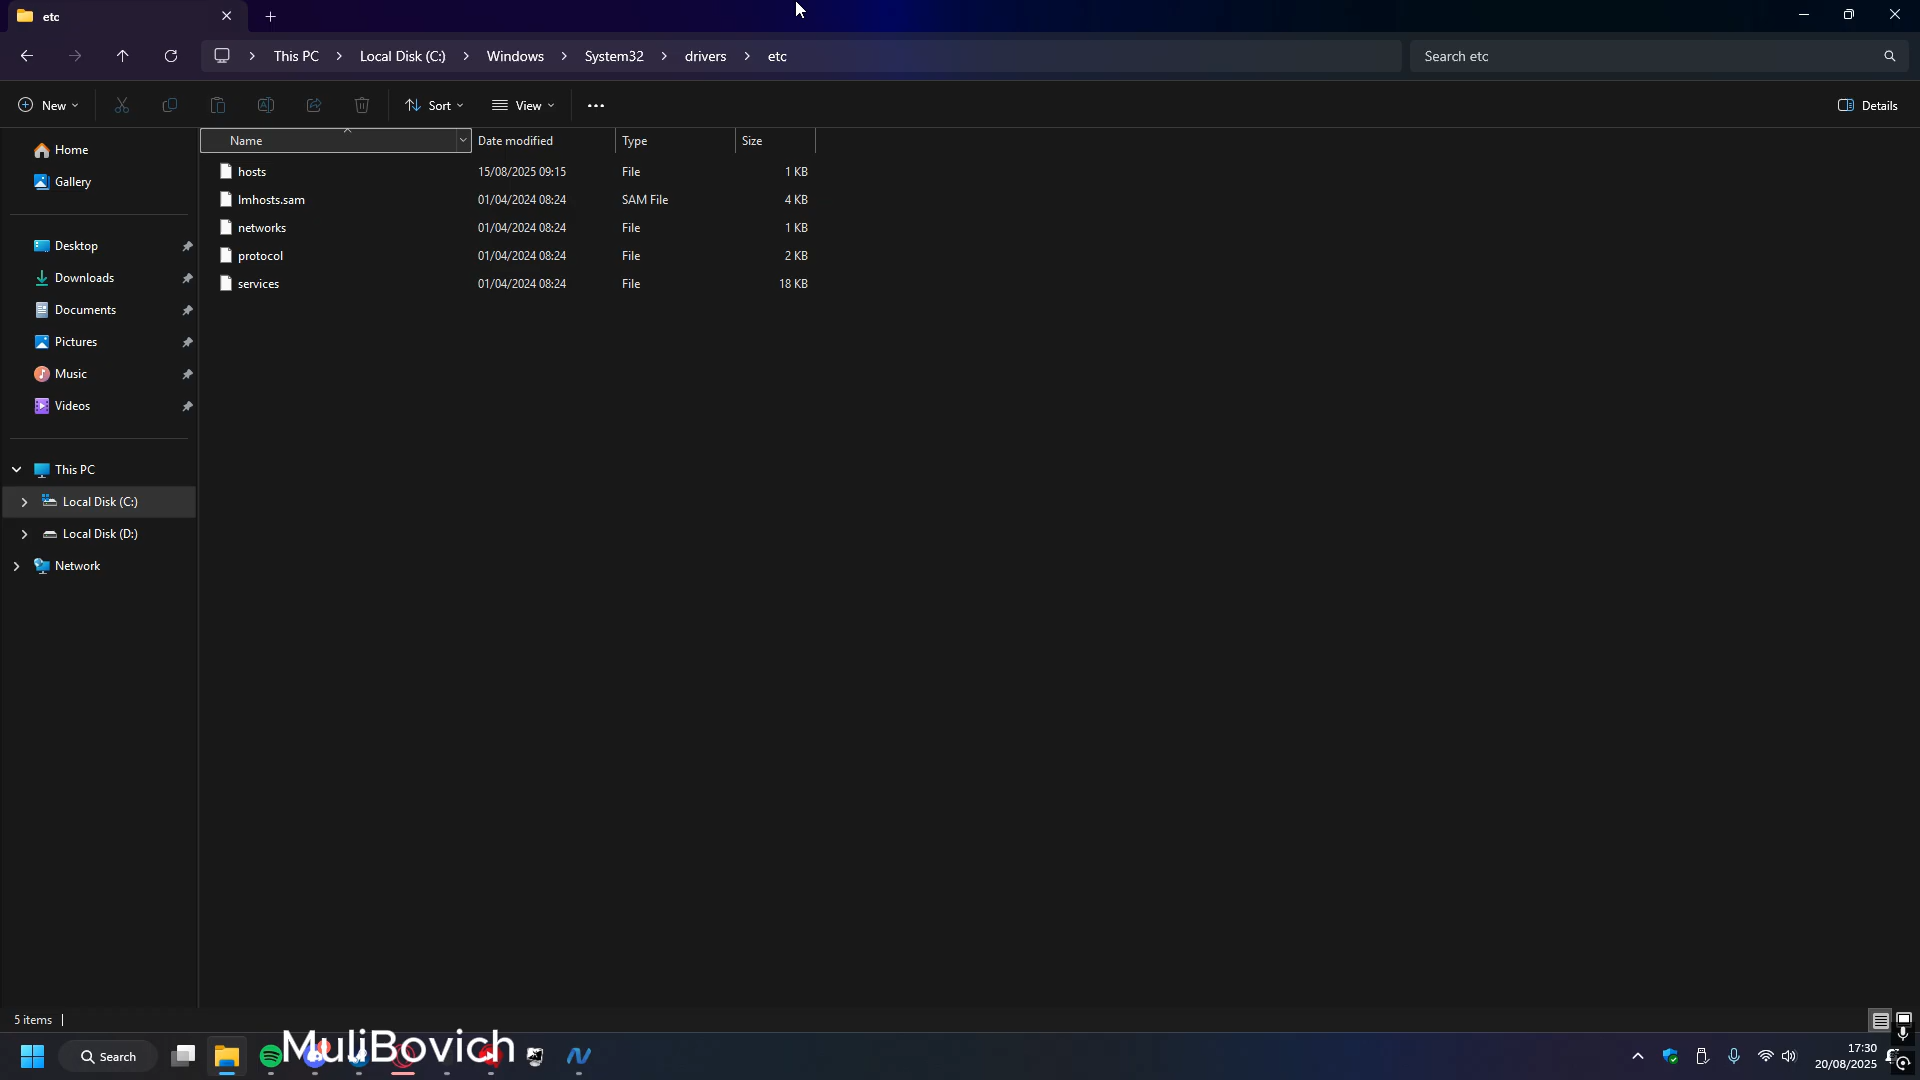 etc
This PC
Local Disk (C:)
Windows
System32
drivers
etc
Search etc
New
Sort
View
Details
Name
Date modified
Type
Size
hosts
15/08/2025 09:15
File
1 KB
lmhosts.sam
01/04/2024 08:24
SAM File
4 KB
networks
01/04/2024 08:24
File
1 KB
protocol
01/04/2024 08:24
File
2 KB
services
01/04/2024 08:24
File
18 KB
Home
Gallery
Desktop
Downloads
Documents
Pictures
Music
Videos
This PC
Local Disk (C:)
Local Disk (D:)
Network
5 items
Search
MuliBovich
17:30
20/08/2025